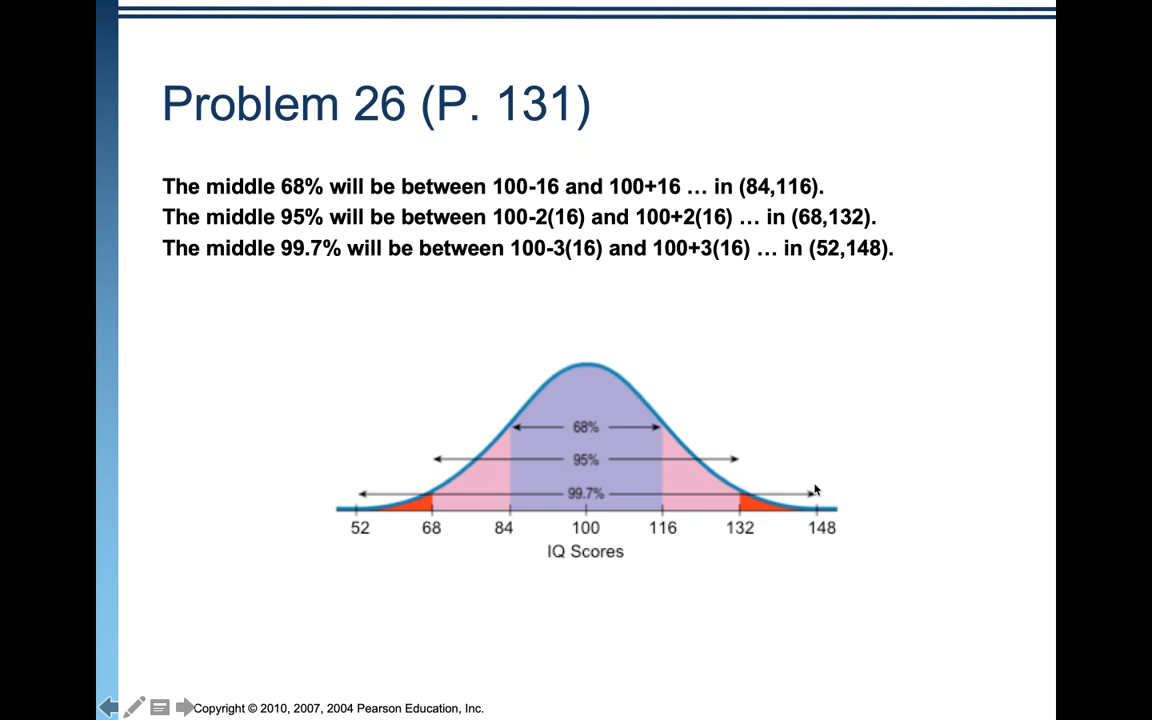 Problem 26 (P. 131)
The middle 68% will be between 100-16 and 100+16 … in (84,116).
The middle 95% will be between 100-2(16) and 100+2(16) … in (68,132).
The middle 99.7% will be between 100-3(16) and 100+3(16) … in (52,148).
68%
95%
99.7%
52 68 84 100 116 132 148
IQ Scores
Copyright © 2010, 2007, 2004 Pearson Education, Inc.